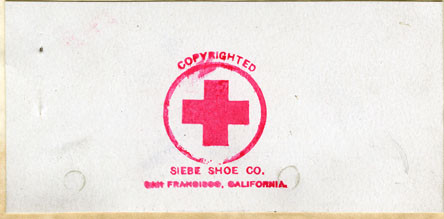 COPYRIGHTED
SIEBE SHOE CO.
SAN FRANCISCO, CALIFORNIA.